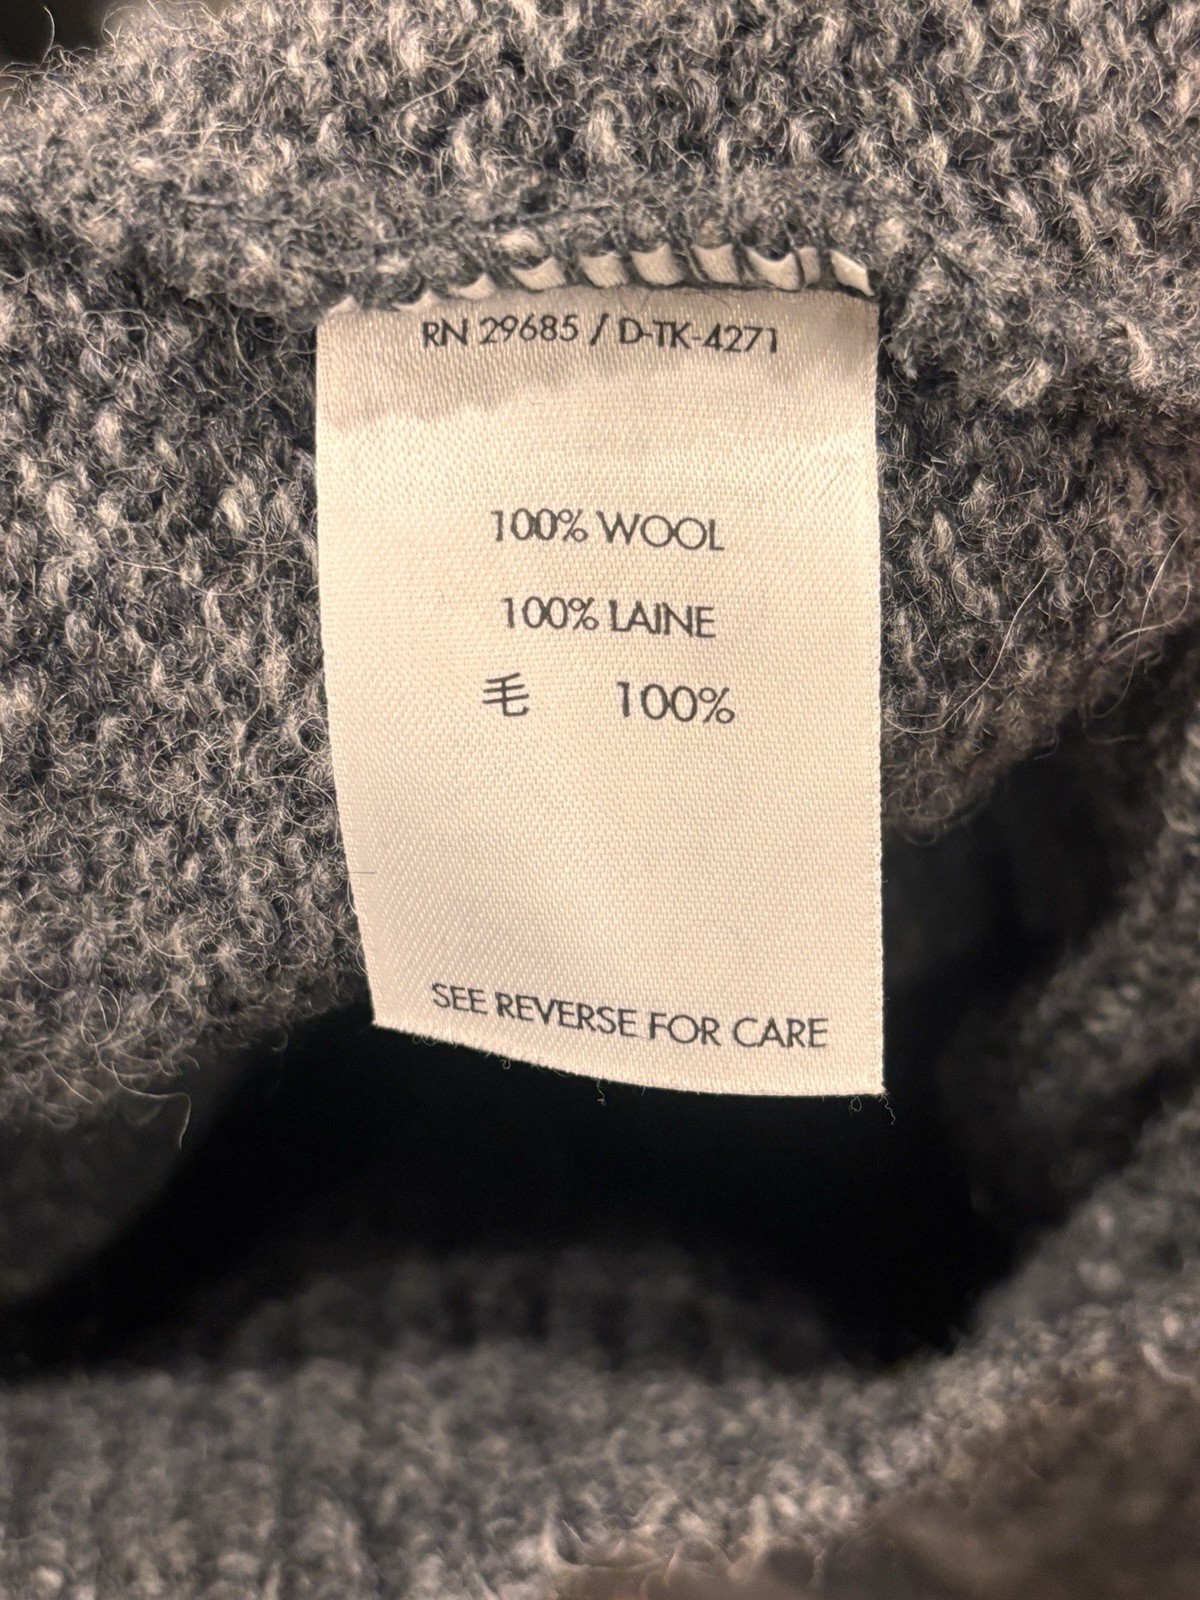 RN 29685 / D-TK-4271
100% WOOL
100% LAINE
毛 100%
SEE REVERSE FOR CARE